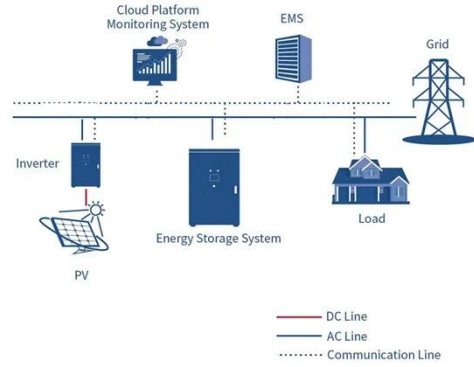 Cloud Platform
Monitoring System
EMS
Grid
Inverter
Energy Storage System
Load
PV
DC Line
AC Line
Communication Line